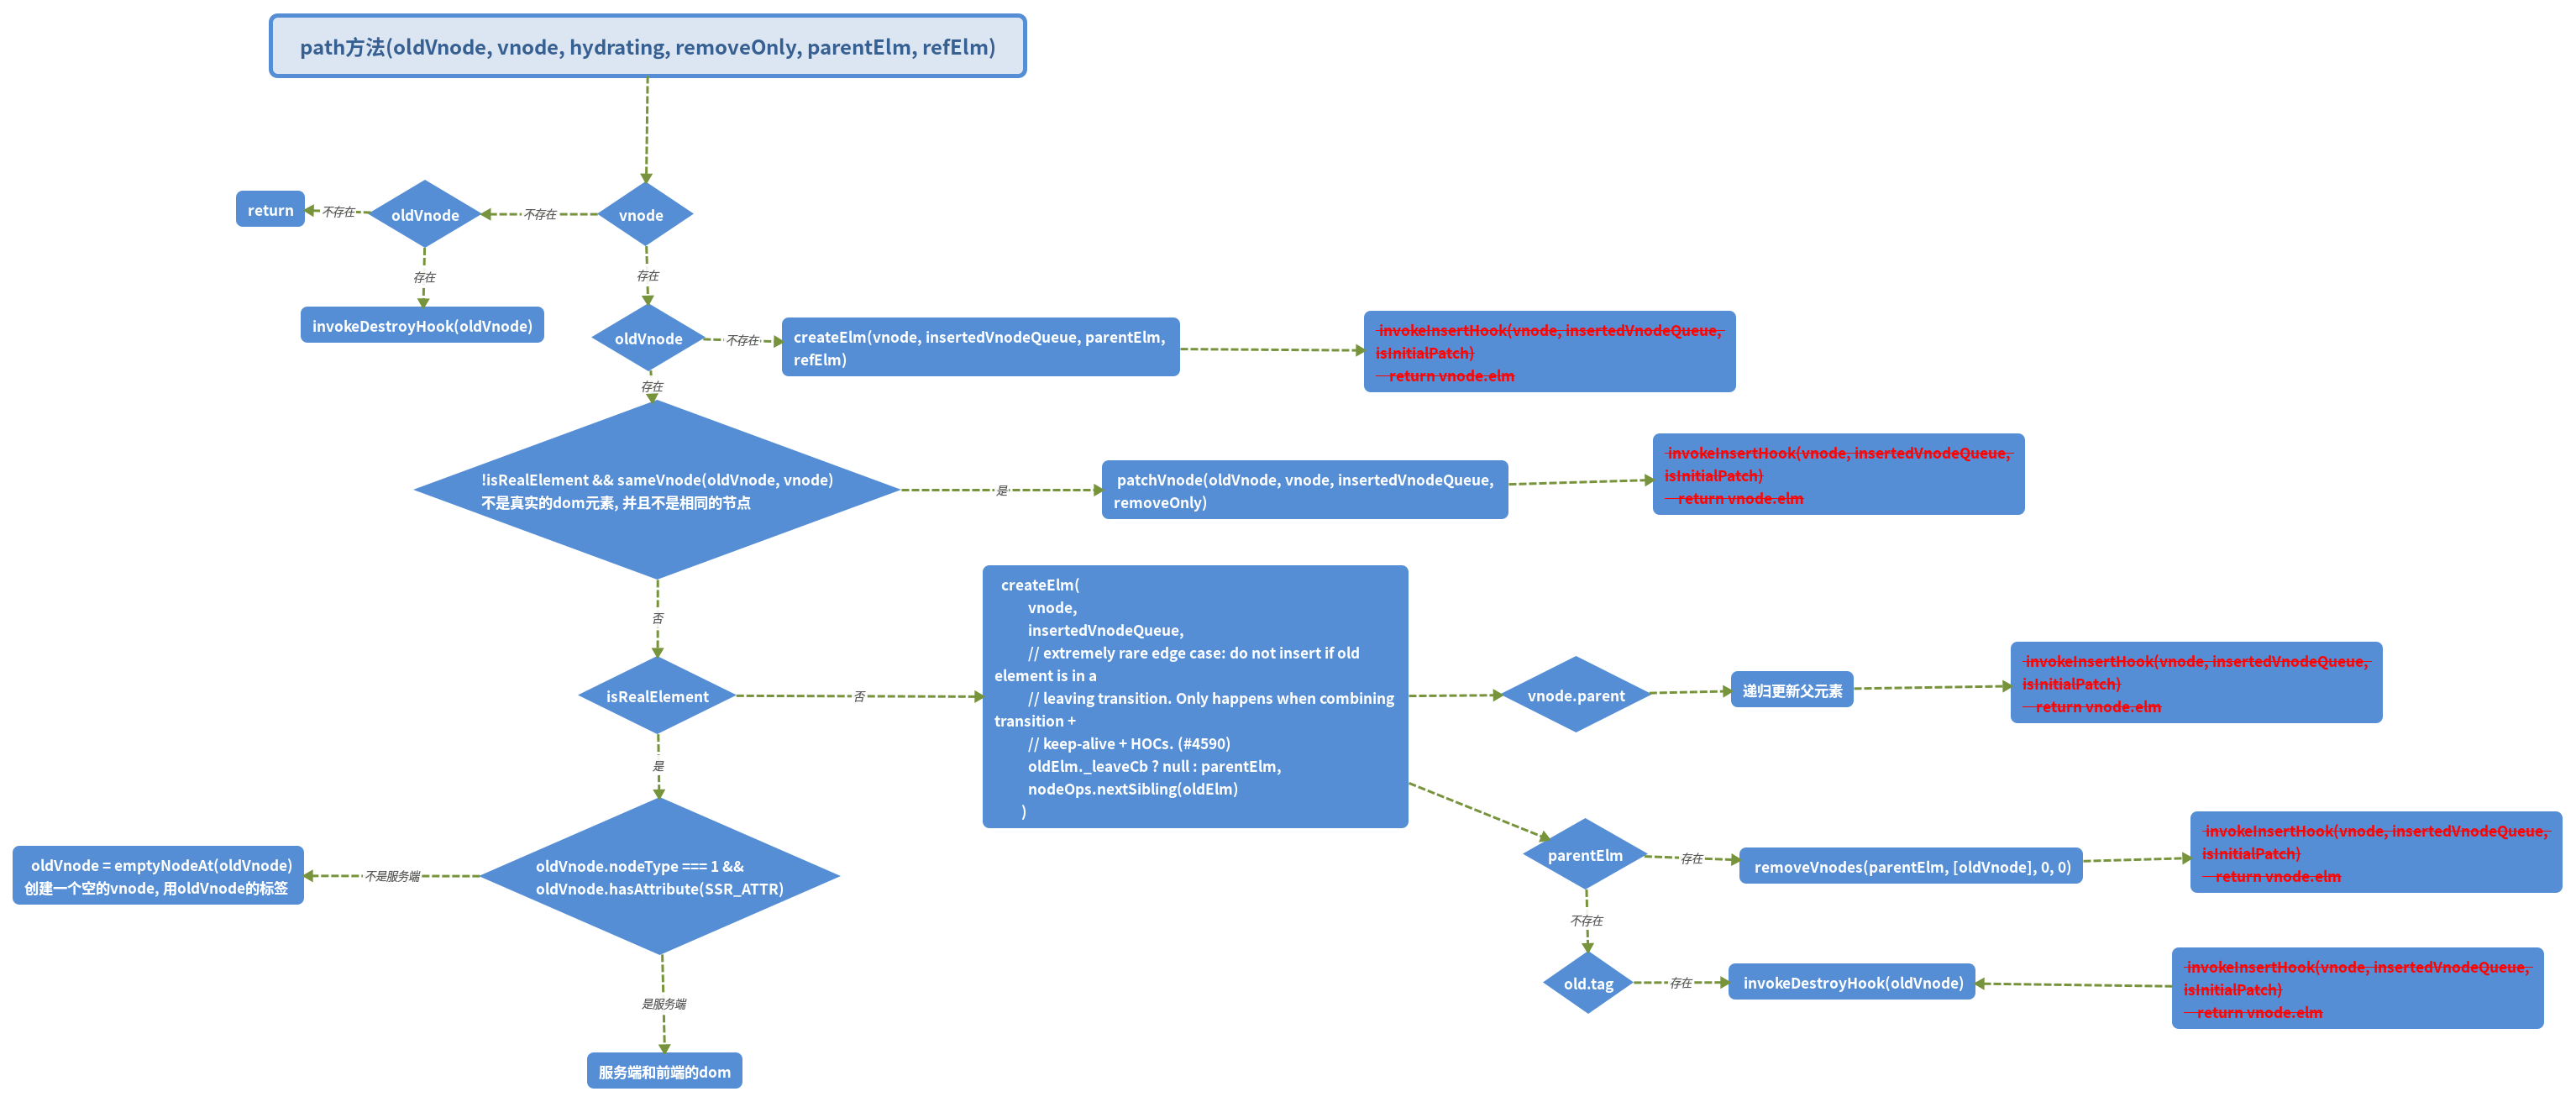 path方法(oldVnode, vnode, hydrating, removeOnly, parentElm, refElm)
return
不存在
oldVnode
不存在
vnode
存在
存在
invokeDestroyHook(oldVnode)
oldVnode
不存在
createElm(vnode, insertedVnodeQueue, parentElm,
refElm)
invokeInsertHook(vnode, insertedVnodeQueue,
isInitialPatch)
return vnode.elm
存在
!isRealElement && sameVnode(oldVnode, vnode)
不是真实的dom元素, 并且不是相同的节点
是
patchVnode(oldVnode, vnode, insertedVnodeQueue,
removeOnly)
invokeInsertHook(vnode, insertedVnodeQueue,
isInitialPatch)
return vnode.elm
否
isRealElement
否
createElm(
vnode,
insertedVnodeQueue,
// extremely rare edge case: do not insert if old
element is in a
// leaving transition. Only happens when combining
transition +
// keep-alive + HOCs. (#4590)
oldElm._leaveCb ? null : parentElm,
nodeOps.nextSibling(oldElm)
)
vnode.parent
递归更新父元素
invokeInsertHook(vnode, insertedVnodeQueue,
isInitialPatch)
return vnode.elm
是
parentElm
存在
removeVnodes(parentElm, [oldVnode], 0, 0)
invokeInsertHook(vnode, insertedVnodeQueue,
isInitialPatch)
return vnode.elm
oldVnode = emptyNodeAt(oldVnode)
创建一个空的vnode, 用oldVnode的标签
不是服务端
oldVnode.nodeType === 1 &&
oldVnode.hasAttribute(SSR_ATTR)
不存在
old.tag
存在
invokeDestroyHook(oldVnode)
invokeInsertHook(vnode, insertedVnodeQueue,
isInitialPatch)
return vnode.elm
是服务端
服务端和前端的dom